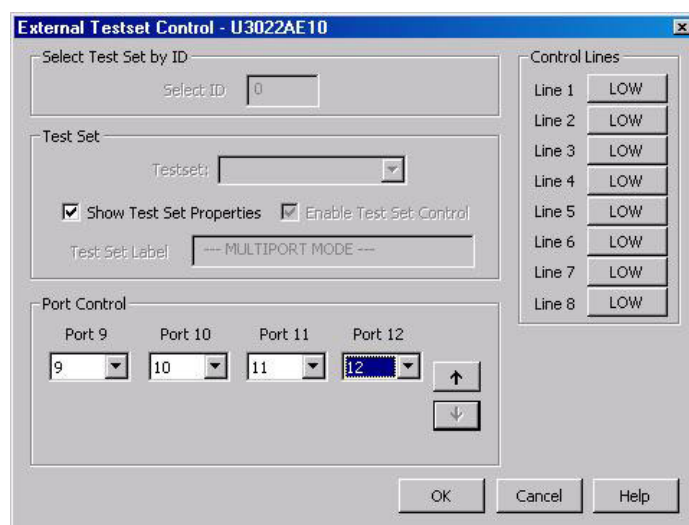 External Testset Control - U3022AE10
Select Test Set by ID
Select ID 0
Test Set
Testset:
Show Test Set Properties Enable Test Set Control
Test Set Label --- MULTIPORT MODE ---
Port Control
Port 9 Port 10 Port 11 Port 12
9 10 11 12
Control Lines
Line 1 LOW
Line 2 LOW
Line 3 LOW
Line 4 LOW
Line 5 LOW
Line 6 LOW
Line 7 LOW
Line 8 LOW
OK Cancel Help